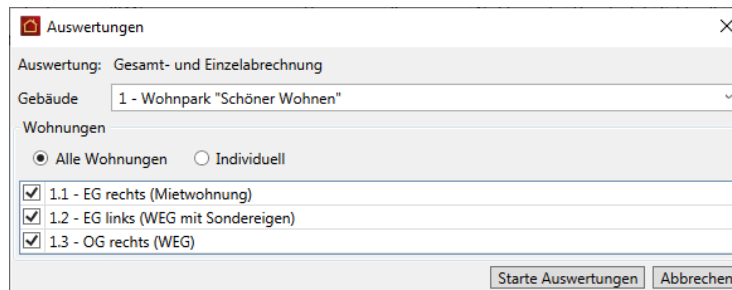 Auswertungen
Auswertung: Gesamt- und Einzelabrechnung
Gebäude 1 - Wohnpark "Schöner Wohnen"
Wohnungen
Alle Wohnungen Individuell
1.1 - EG rechts (Mietwohnung)
1.2 - EG links (WEG mit Sondereigen)
1.3 - OG rechts (WEG)
Starte Auswertungen Abbrechen